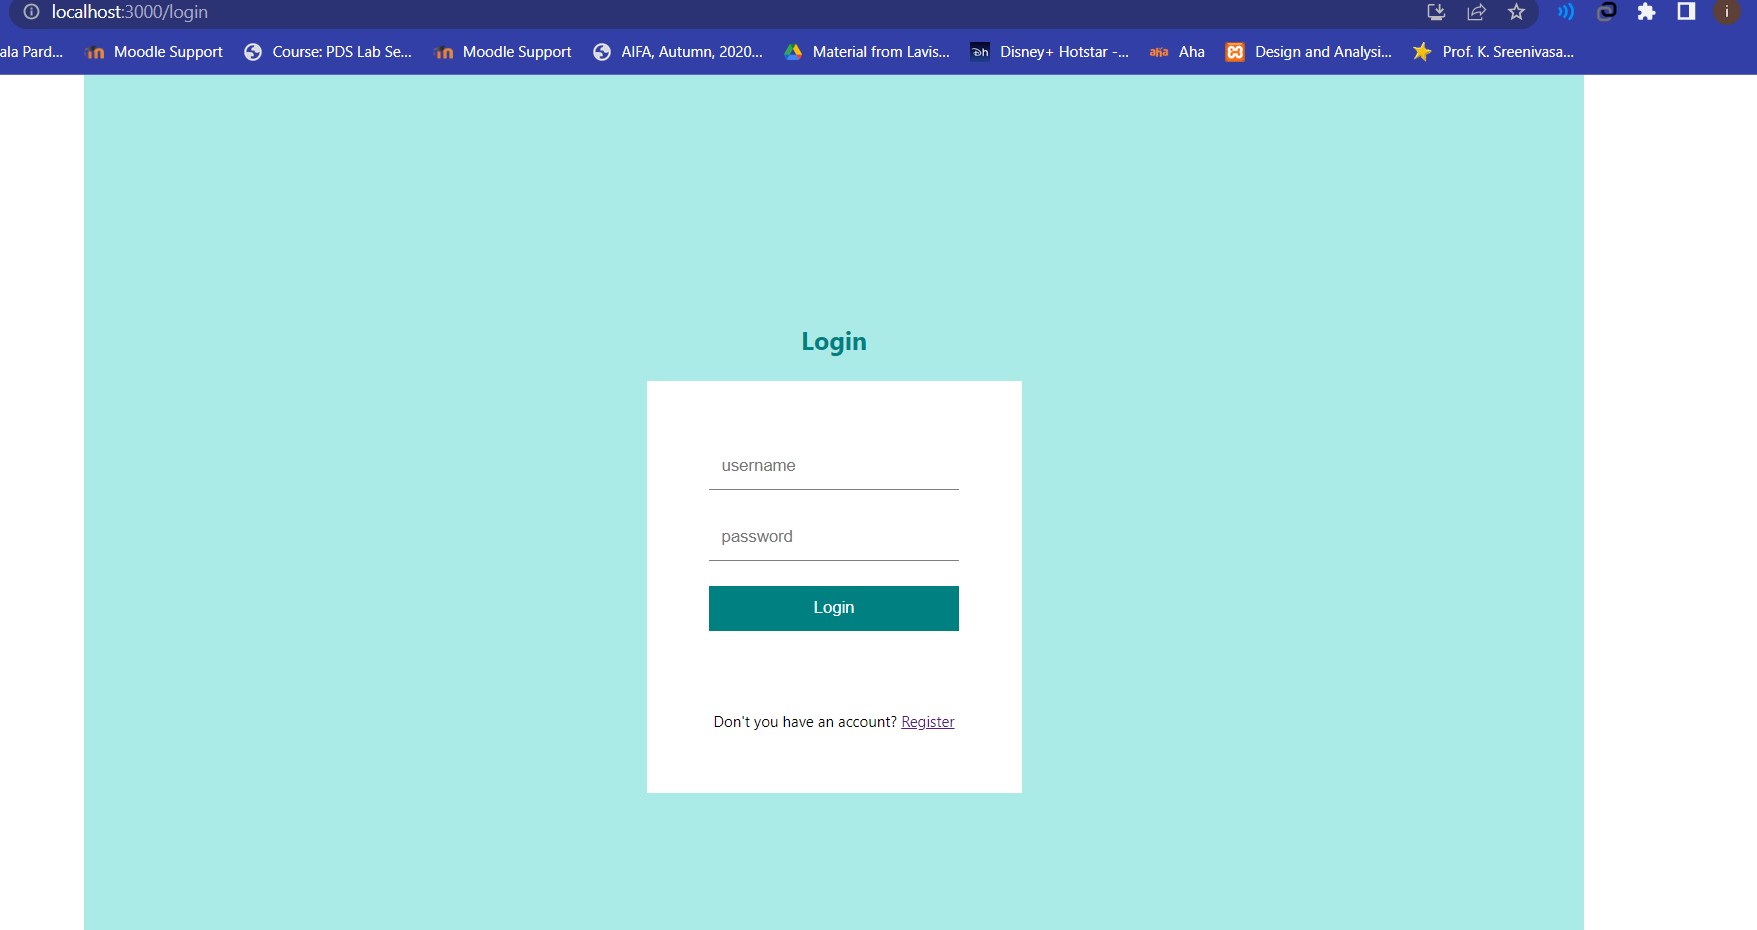 localhost:3000/login
i
ala Pard... Moodle Support Course: PDS Lab Se... Moodle Support AIFA, Autumn, 2020... Material from Lavis... Disney+ Hotstar -... aha Aha Design and Analysi... Prof. K. Sreenivasa...
Login
username
password
Login
Don't you have an account? Register